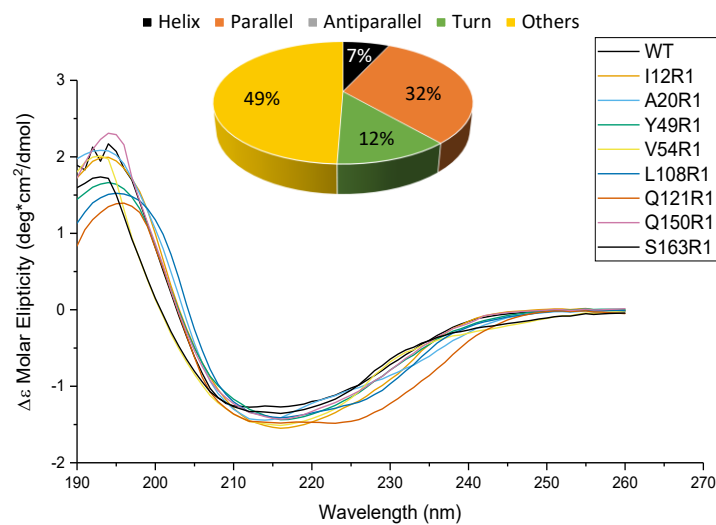 Helix Parallel Antiparallel Turn Others
7%
32%
12%
49%
WT
I12R1
A20R1
Y49R1
V54R1
L108R1
Q121R1
Q150R1
S163R1
3
2
1
0
-1
-2
Δε Molar Elipticity (deg*cm²/dmol)
190 200 210 220 230 240 250 260 270
Wavelength (nm)